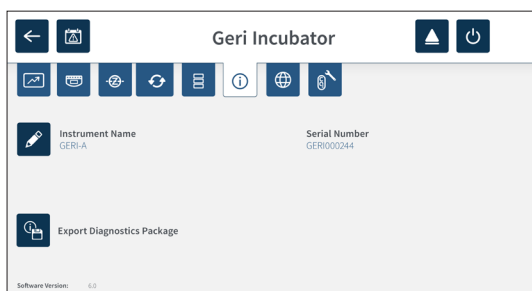 Geri Incubator
Instrument Name
GERI-A
Serial Number
GERI000244
Export Diagnostics Package
Software Version: 6.0